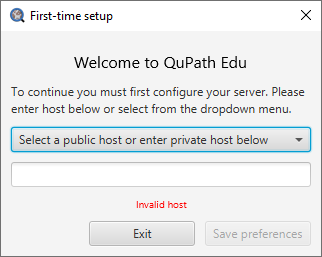 First-time setup
Welcome to QuPath Edu
To continue you must first configure your server. Please
enter host below or select from the dropdown menu.
Select a public host or enter private host below
Invalid host
Exit
Save preferences